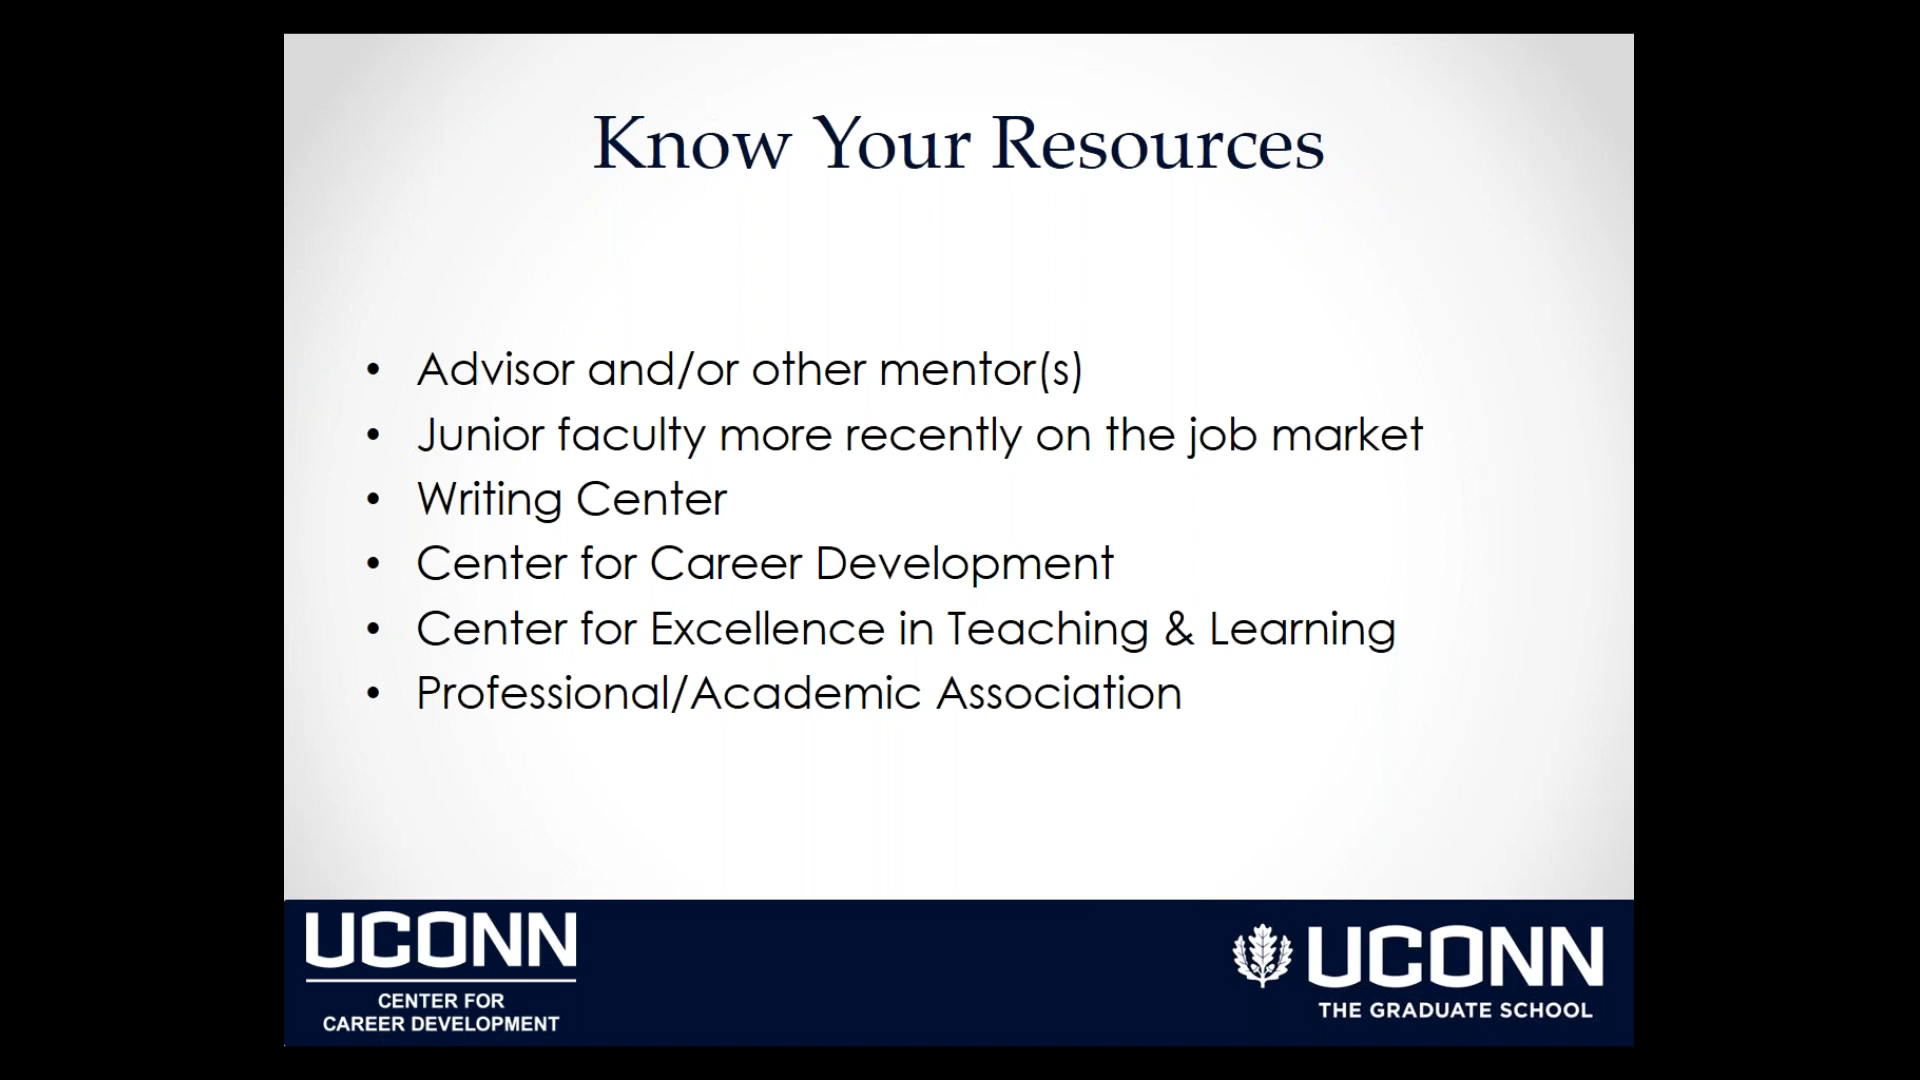 Know Your Resources
• Advisor and/or other mentor(s)
• Junior faculty more recently on the job market
• Writing Center
• Center for Career Development
• Center for Excellence in Teaching & Learning
• Professional/Academic Association
UCONN
CENTER FOR
CAREER DEVELOPMENT
UCONN
THE GRADUATE SCHOOL